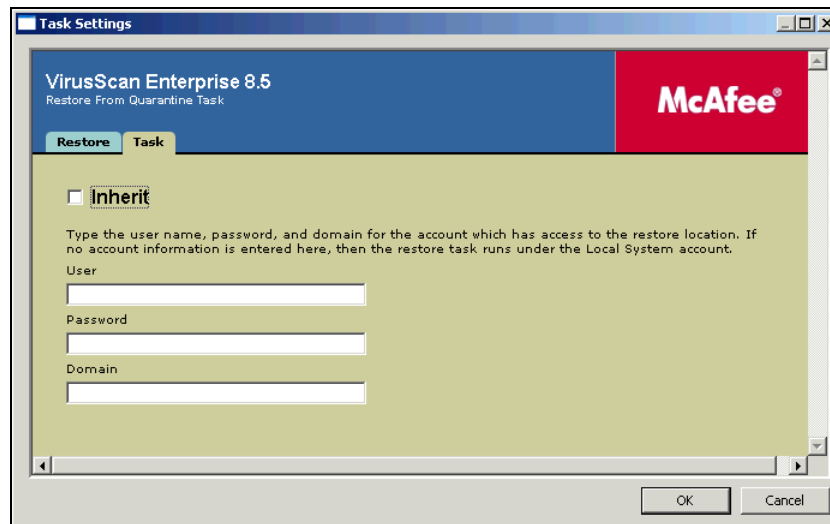 Task Settings
VirusScan Enterprise 8.5
Restore From Quarantine Task
McAfee®
Restore Task
Inherit
Type the user name, password, and domain for the account which has access to the restore location. If
no account information is entered here, then the restore task runs under the Local System account.
User
Password
Domain
OK Cancel